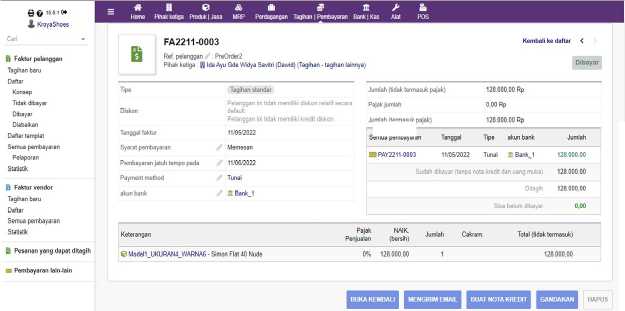 16.0.1
KroyaShoes
Cari
Faktur pelanggan
Tagihan baru
Daftar
Konsep
Tidak dibayar
Dibayar
Diabaikan
Daftar templat
Semua pembayaran
Pelaporan
Statistik
Faktur vendor
Tagihan baru
Daftar
Semua pembayaran
Statistik
Pesanan yang dapat ditagih
Pembayaran lain-lain
Home Pihak ketiga Produk | Jasa MRP Perdagangan Tagihan | Pembayaran Bank | Kas Alat POS
FA2211-0003
Ref. pelanggan : PreOrder2
Pihak ketiga : Ida Ayu Gde Widya Savitri (David) (Tagihan - tagihan lainnya)
Kembali ke daftar
Dibayar
Tipe Tagihan standar
Diskon Pelanggan ini tidak memiliki diskon relatif secara default.
Pelanggan ini tidak memiliki kredit diskon
Tanggal faktur 11/05/2022
Syarat pembayaran Memesan
Pembayaran jatuh tempo pada 11/06/2022
Payment method Tunai
akun bank Bank_1
Jumlah (tidak termasuk pajak) 128.000,00 Rp
Pajak jumlah 0,00 Rp
Jumlah (termasuk pajak) 128.000,00 Rp
Semua pembayaran Tanggal Tipe akun bank Jumlah
PAY2211-0003 11/05/2022 Tunai Bank_1 128.000,00
Sudah dibayar (tanpa nota kredit dan uang muka) 128.000,00
Ditagih 128.000,00
Sisa belum dibayar 0,00
Keterangan Pajak Penjualan NAIK. (bersih) Jumlah Cakram. Total (tidak termasuk)
Madel1_UKURAN4_WARNA6 - Simon Flat 40 Nude 0% 128.000,00 1 128.000,00
BUKA KEMBALI MENGIRIM EMAIL BUAT NOTA KREDIT GANDAKAN HAPUS